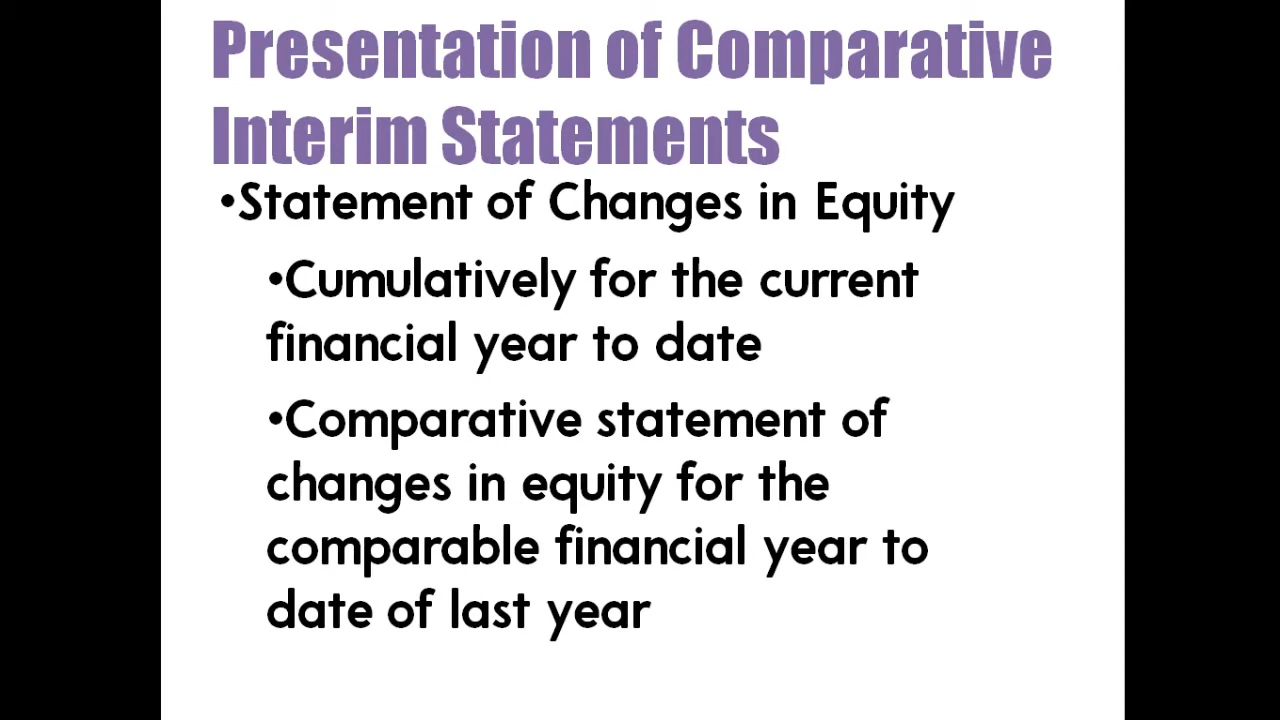 Presentation of Comparative
Interim Statements
•Statement of Changes in Equity
•Cumulatively for the current
financial year to date
•Comparative statement of
changes in equity for the
comparable financial year to
date of last year